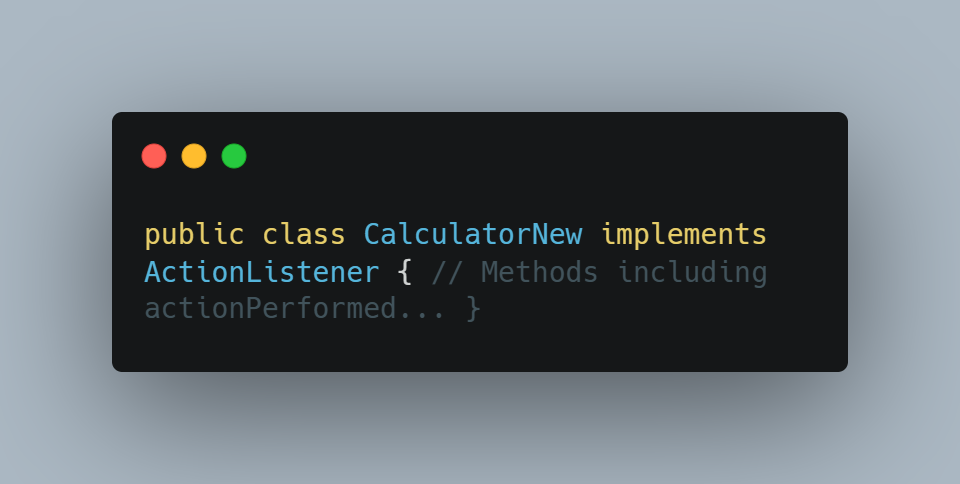 public class CalculatorNew implements
ActionListener { // Methods including
actionPerformed... }